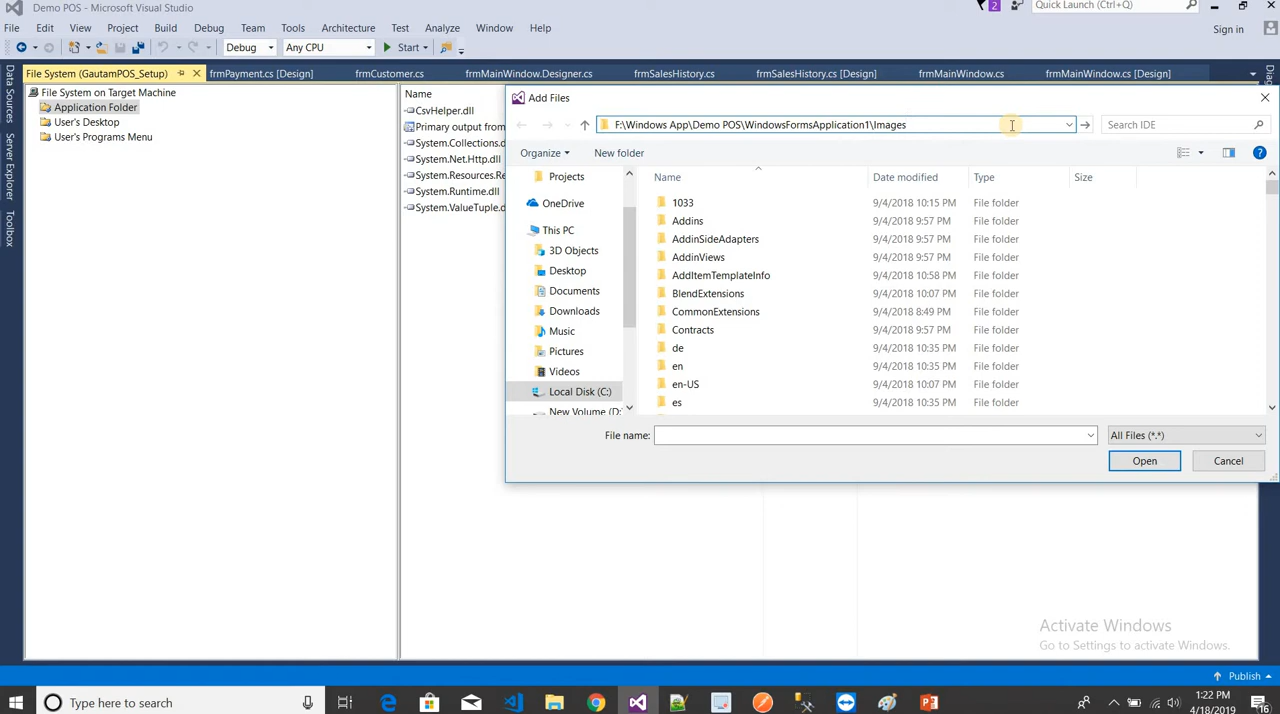 Demo POS - Microsoft Visual Studio
2
Quick Launch (Ctrl+Q)
File Edit View Project Build Debug Team Tools Architecture Test Analyze Window Help
Sign in
Debug Any CPU Start
File System (GautamPOS_Setup) frmPayment.cs [Design] frmCustomer.cs frmMainWindow.Designer.cs frmSalesHistory.cs frmSalesHistory.cs [Design] frmMainWindow.cs frmMainWindow.cs [Design]
Data Sources
Server Explorer
Toolbox
File System on Target Machine
Application Folder
User's Desktop
User's Programs Menu
Name
CsvHelper.dll
Primary output from
System.Collections.
System.Net.Http.dll
System.Resources.Re
System.Runtime.dll
System.ValueTuple.d
Add Files
F:\Windows App\Demo POS\WindowsFormsApplication1\Images
Search IDE
Organize New folder
Projects
OneDrive
This PC
3D Objects
Desktop
Documents
Downloads
Music
Pictures
Videos
Local Disk (C:)
New Volume (D:
Name Date modified Type Size
1033 9/4/2018 10:15 PM File folder
Addins 9/4/2018 9:57 PM File folder
AddinSideAdapters 9/4/2018 9:57 PM File folder
AddinViews 9/4/2018 9:57 PM File folder
AddItemTemplateInfo 9/4/2018 10:58 PM File folder
BlendExtensions 9/4/2018 10:07 PM File folder
CommonExtensions 9/4/2018 8:49 PM File folder
Contracts 9/4/2018 9:57 PM File folder
de 9/4/2018 10:35 PM File folder
en 9/4/2018 10:35 PM File folder
en-US 9/4/2018 10:07 PM File folder
es 9/4/2018 10:35 PM File folder
File name:
All Files (*.*)
Open Cancel
Activate Windows
Go to Settings to activate Windows.
Publish
Type here to search
1:22 PM
4/18/2019
16